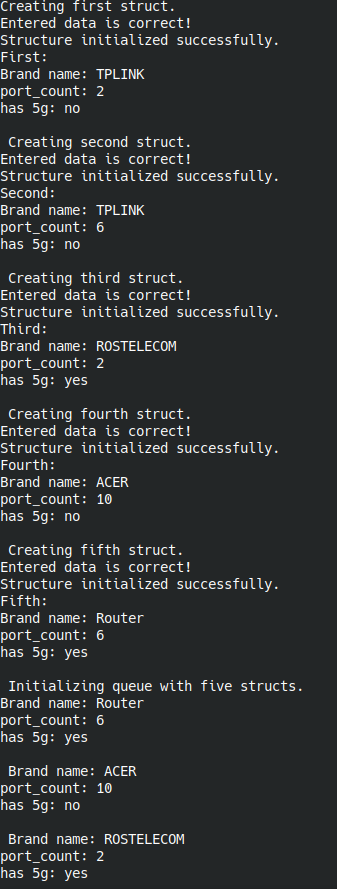 Creating first struct.
Entered data is correct!
Structure initialized successfully.
First:
Brand name: TPLINK
port_count: 2
has 5g: no

 Creating second struct.
Entered data is correct!
Structure initialized successfully.
Second:
Brand name: TPLINK
port_count: 6
has 5g: no

 Creating third struct.
Entered data is correct!
Structure initialized successfully.
Third:
Brand name: ROSTELECOM
port_count: 2
has 5g: yes

 Creating fourth struct.
Entered data is correct!
Structure initialized successfully.
Fourth:
Brand name: ACER
port_count: 10
has 5g: no

 Creating fifth struct.
Entered data is correct!
Structure initialized successfully.
Fifth:
Brand name: Router
port_count: 6
has 5g: yes

 Initializing queue with five structs.
Brand name: Router
port_count: 6
has 5g: yes

 Brand name: ACER
port_count: 10
has 5g: no

 Brand name: ROSTELECOM
port_count: 2
has 5g: yes